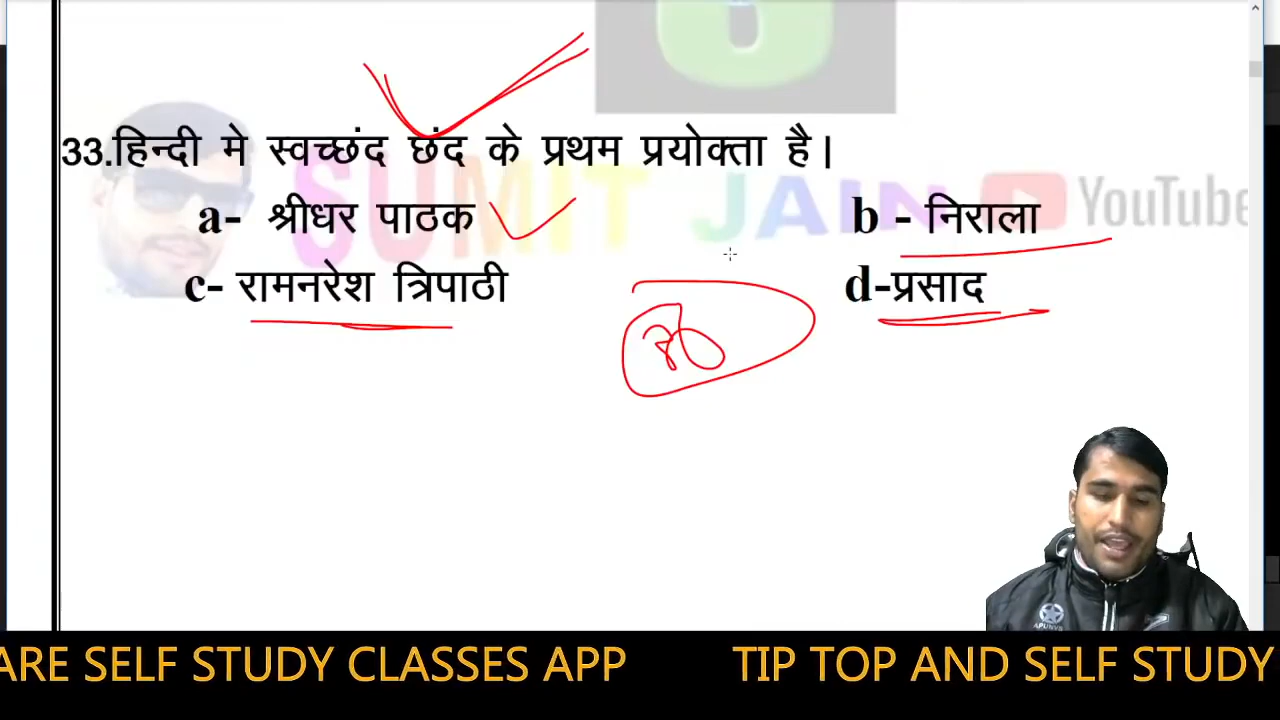 33.हिन्दी मे स्वच्छंद छंद के प्रथम प्रयोक्ता है।
SUMIT JAIN YouTube
a- श्रीधर पाठक b - निराला
c- रामनरेश त्रिपाठी d-प्रसाद
APUNVS
ARE SELF STUDY CLASSES APP TIP TOP AND SELF STUDY